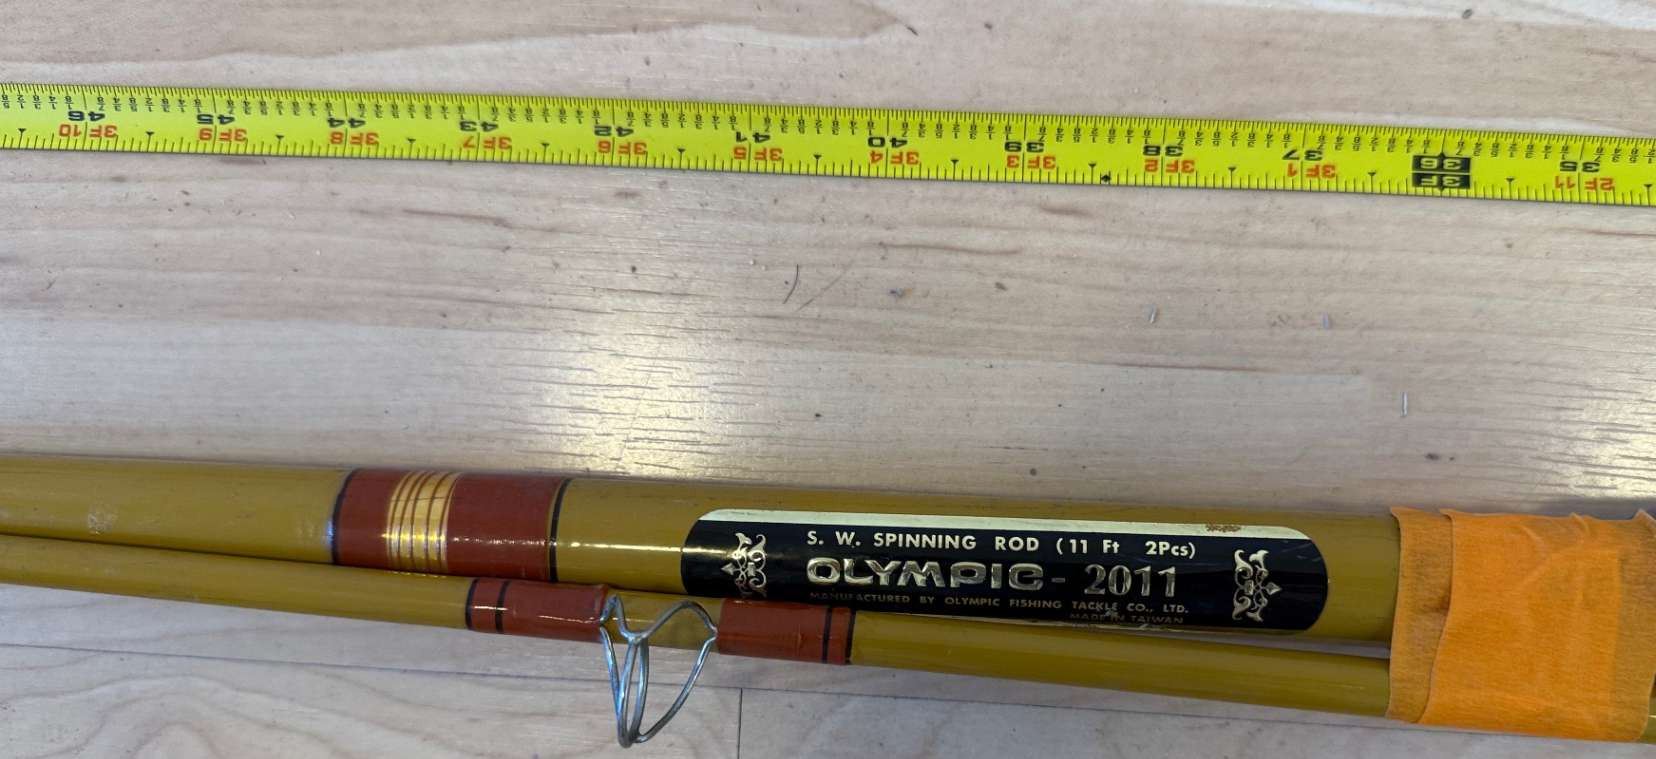 46 45 44 43 42 41 40 39 38 37 36 35
3F10 3F9 3F8 3F7 3F6 3F5 3F4 3F3 3F2 3F1 3F 2F11
S. W. SPINNING ROD (11 Ft 2Pcs)
OLYMPIC - 2011
MANUFACTURED BY OLYMPIC FISHING TACKLE CO., LTD.
MADE IN TAIWAN